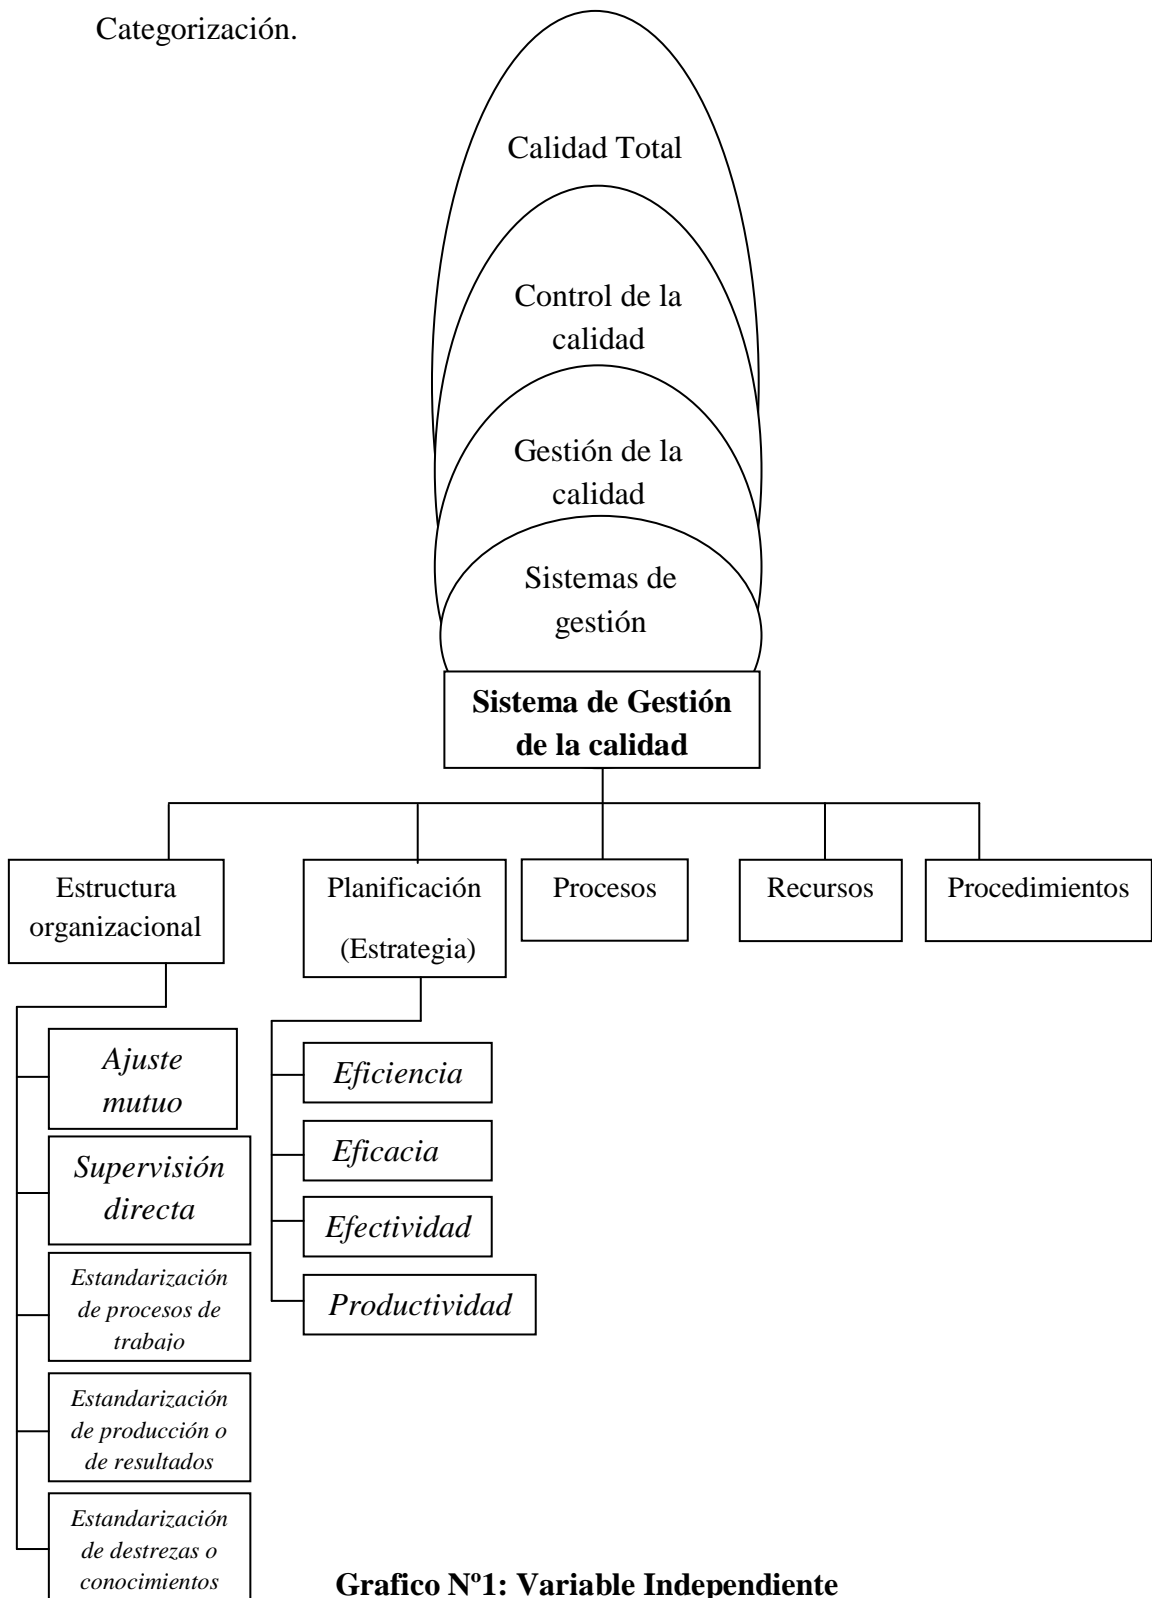 Categorización.
Calidad Total
Control de la
calidad
Gestión de la
calidad
Sistemas de
gestión
Sistema de Gestión
de la calidad
Estructura
organizacional
Planificación
(Estrategia)
Procesos
Recursos
Procedimientos
Ajuste
mutuo
Supervisión
directa
Estandarización
de procesos de
trabajo
Estandarización
de producción o
de resultados
Estandarización
de destrezas o
conocimientos
Eficiencia
Eficacia
Efectividad
Productividad
Grafico Nº1: Variable Independiente